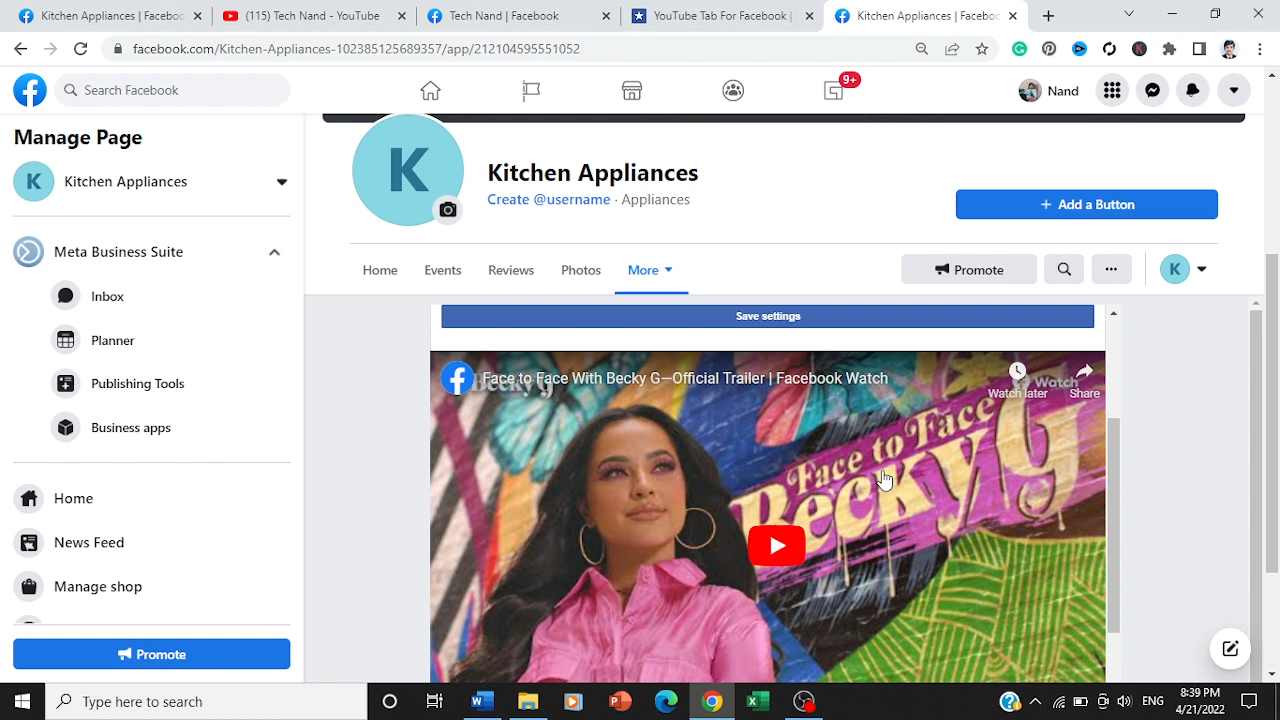 Kitchen Appliances | Faceboo
(115) Tech Nand - YouTube
Tech Nand | Facebook
YouTube Tab For Facebook |
Kitchen Appliances | Faceboo
facebook.com/Kitchen-Appliances-102385125689357/app/212104595551052
Search Facebook
9+
Nand
Manage Page
K
Kitchen Appliances
Meta Business Suite
Inbox
Planner
Publishing Tools
Business apps
Home
News Feed
Manage shop
Promote
K
Kitchen Appliances
Create @username · Appliances
+ Add a Button
Home
Events
Reviews
Photos
More
Promote
K
Save settings
Face to Face With Becky G—Official Trailer | Facebook Watch
Becky G
Watch
Watch later
Share
Face to Face
Becky G
Type here to search
ENG
8:39 PM
4/21/2022